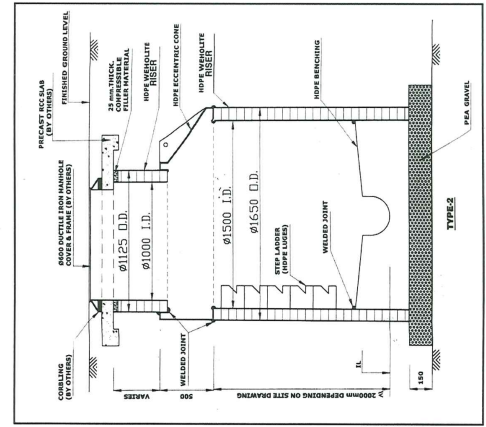 CORBLING
(BY OTHERS)
Ø600 DUCTILE IRON MANHOLE
COVER & FRAME (BY OTHERS)
PRECAST RCC SLAB
(BY OTHERS)
FINISHED GROUND LEVEL
25 mm.THICK.
COMPRESSIBLE
FILLER MATERIAL
HDPE WEHOLITE
RISER
HDPE ECCENTRIC CONE
HDPE WEHOLITE
RISER
VARIES
Ø1125 O.D.
Ø1000 I.D.
WELDED JOINT
500
Ø1500 I.D.
Ø1650 O.D.
STEP LADDER
(HDPE LUGES)
WELDED JOINT
HDPE BENCHING
2000mm DEPENDING ON SITE DRAWING
IL
150
PEA GRAVEL
TYPE-2